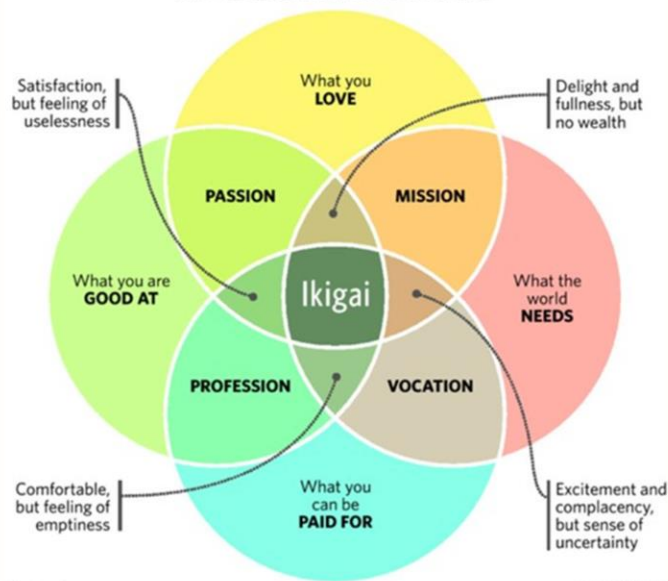 What you
LOVE
Satisfaction,
but feeling of
uselessness
Delight and
fullness, but
no wealth
PASSION
MISSION
What you are
GOOD AT
Ikigai
What the
world
NEEDS
PROFESSION
VOCATION
Comfortable,
but feeling of
emptiness
What you
can be
PAID FOR
Excitement and
complacency,
but sense of
uncertainty